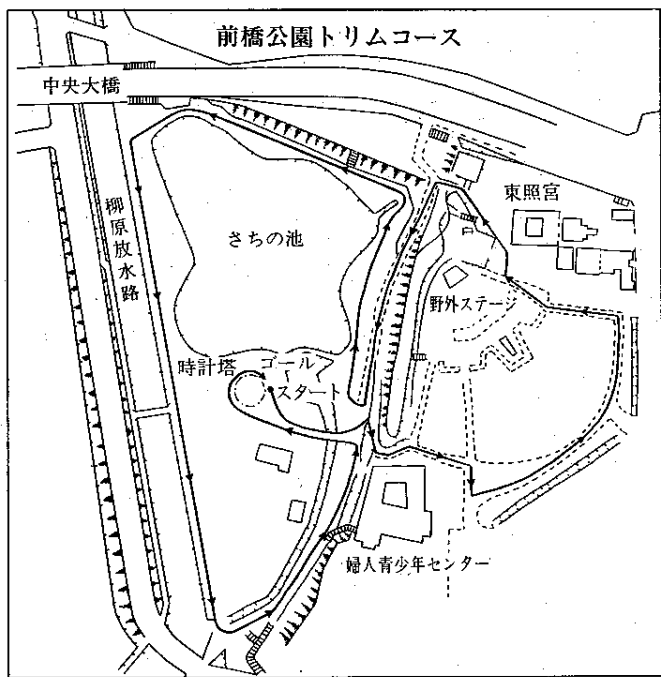 前橋公園トリムコース
中央大橋
東照宮
柳原放水路
さちの池
野外ステー
時計塔
ゴール
スタート
婦人青少年センター